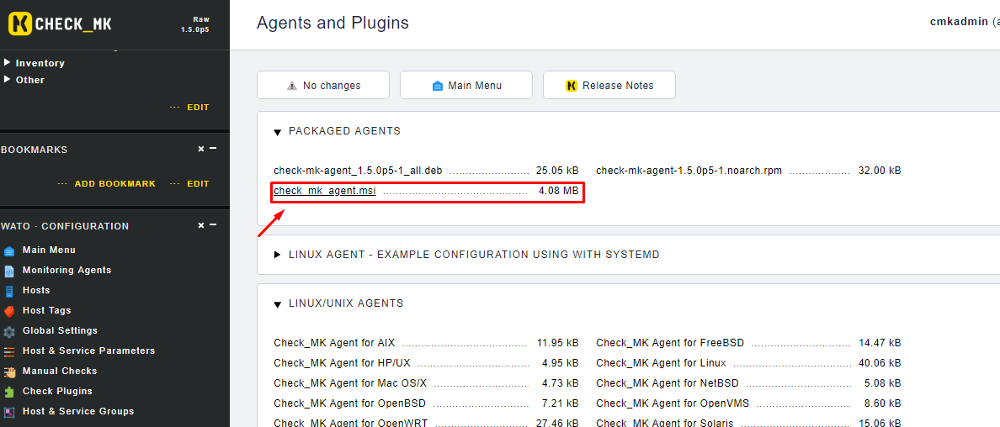 CHECK_MK
Raw
1.5.0p5
Inventory
Other
··· EDIT
BOOKMARKS
··· ADD BOOKMARK ··· EDIT
WATO · CONFIGURATION
Main Menu
Monitoring Agents
Hosts
Host Tags
Global Settings
Host & Service Parameters
Manual Checks
Check Plugins
Host & Service Groups
Agents and Plugins
cmkadmin
No changes
Main Menu
Release Notes
PACKAGED AGENTS
check-mk-agent_1.5.0p5-1_all.deb 25.05 kB
check-mk-agent-1.5.0p5-1.noarch.rpm 32.00 kB
check_mk_agent.msi 4.08 MB
LINUX AGENT - EXAMPLE CONFIGURATION USING WITH SYSTEMD
LINUX/UNIX AGENTS
Check_MK Agent for AIX 11.95 kB
Check_MK Agent for FreeBSD 14.47 kB
Check_MK Agent for HP/UX 4.95 kB
Check_MK Agent for Linux 40.06 kB
Check_MK Agent for Mac OS/X 4.73 kB
Check_MK Agent for NetBSD 5.08 kB
Check_MK Agent for OpenBSD 7.21 kB
Check_MK Agent for OpenVMS 8.60 kB
Check_MK Agent for OpenWRT 27.46 kB
Check_MK Agent for Solaris 15.06 kB